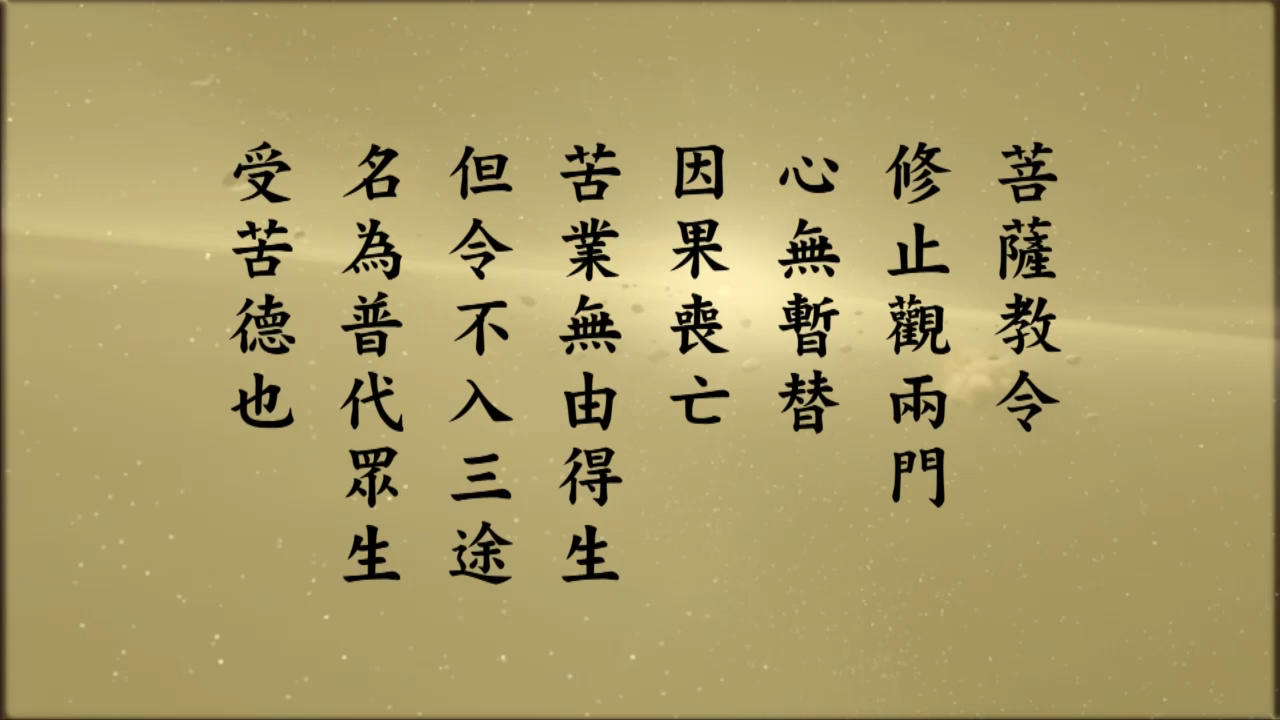 菩薩教令
修止觀兩門
心無暫替
因果喪亡
苦業無由得生
但令不入三途
名為普代眾生
受苦德也